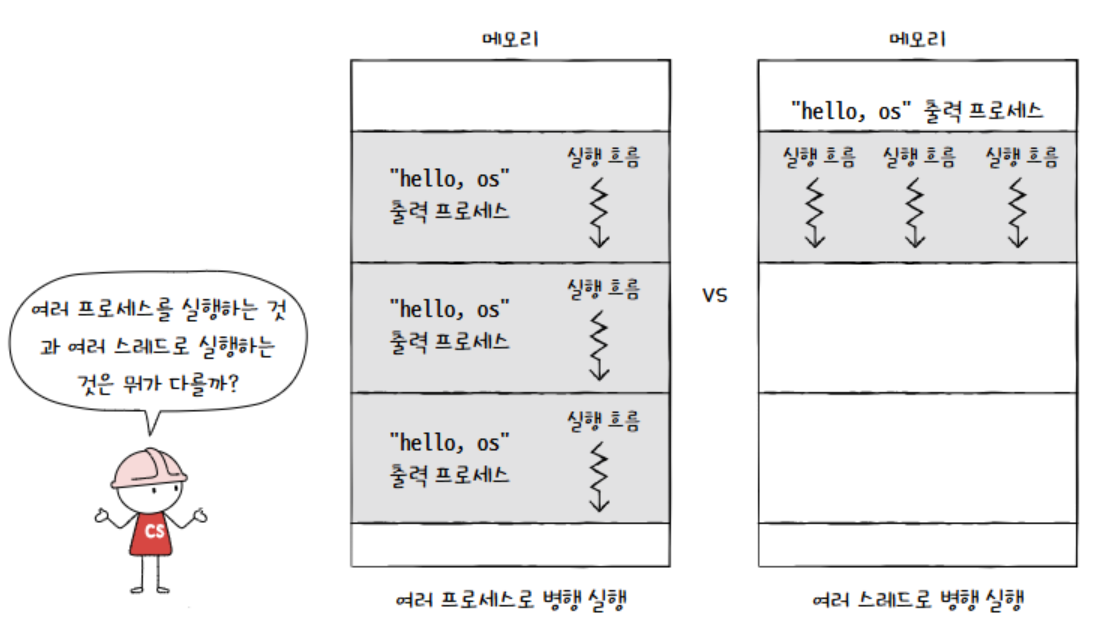 메모리
"hello, os"
출력 프로세스
실행 흐름
"hello, os"
출력 프로세스
실행 흐름
"hello, os"
출력 프로세스
실행 흐름
여러 프로세스로 병행 실행
vs
메모리
"hello, os" 출력 프로세스
실행 흐름 실행 흐름 실행 흐름
여러 스레드로 병행 실행
여러 프로세스를 실행하는 것
과 여러 스레드로 실행하는
것은 뭐가 다를까?
CS